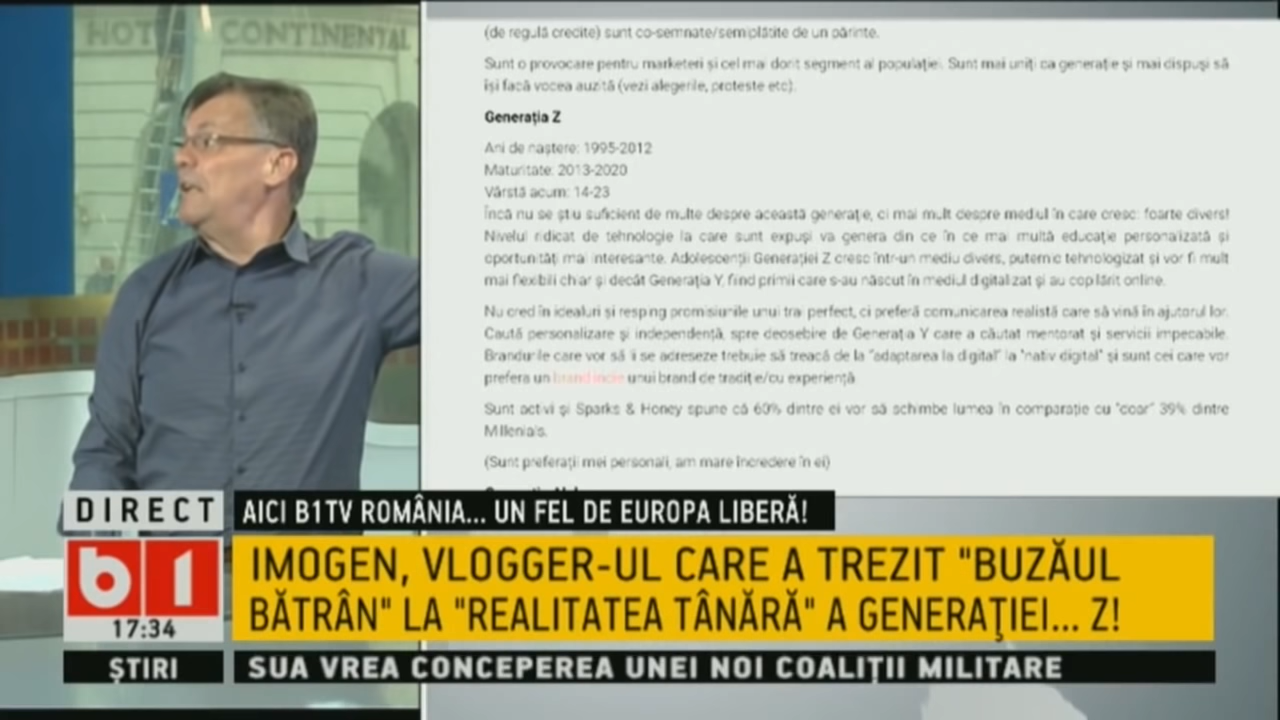 HOT CONTINENTAL
(de regulă credite) sunt co-semnate/semiplătite de un părinte.
Sunt o provocare pentru marketeri și cel mai dorit segment al populației. Sunt mai uniți ca generație și mai dispuși să
își facă vocea auzită (vezi alegerile, proteste etc).
Generația Z
Ani de naștere: 1995-2012
Maturitate: 2013-2020
Vârstă acum: 14-23
Încă nu se știu suficient de multe despre această generație, ci mai mult despre mediul în care cresc: foarte divers!
Nivelul ridicat de tehnologie la care sunt expuși va genera din ce în ce mai multă educație personalizată și
oportunități mai interesante. Adolescenții Generației Z cresc într-un mediu divers, puternic tehnologizat și vor fi mult
mai flexibili chiar și decât Generația Y, fiind primii care s-au născut în mediul digitalizat și au copilărit online.
Nu cred în idealuri și resping promisiunile unui trai perfect, ci preferă comunicarea realistă care să vină în ajutorul lor.
Caută personalizare și independență, spre deosebire de Generația Y care a căutat mentorat și servicii impecabile.
Brandurile care vor să li se adreseze trebuie să treacă de la "adaptarea la digital" la "nativ digital" și sunt cei care vor
prefera un brand indie unui brand de tradiție/cu experiență.
Sunt activi și Sparks & Honey spune că 60% dintre ei vor să schimbe lumea în comparație cu "doar" 39% dintre
Millenials.
(Sunt preferații mei personali, am mare încredere în ei)
DIRECT
AICI B1TV ROMÂNIA... UN FEL DE EUROPA LIBERĂ!
b1
IMOGEN, VLOGGER-UL CARE A TREZIT "BUZĂUL
BĂTRÂN" LA "REALITATEA TÂNĂRĂ" A GENERAŢIEI... Z!
17:34
ȘTIRI
SUA VREA CONCEPEREA UNEI NOI COALIȚII MILITARE